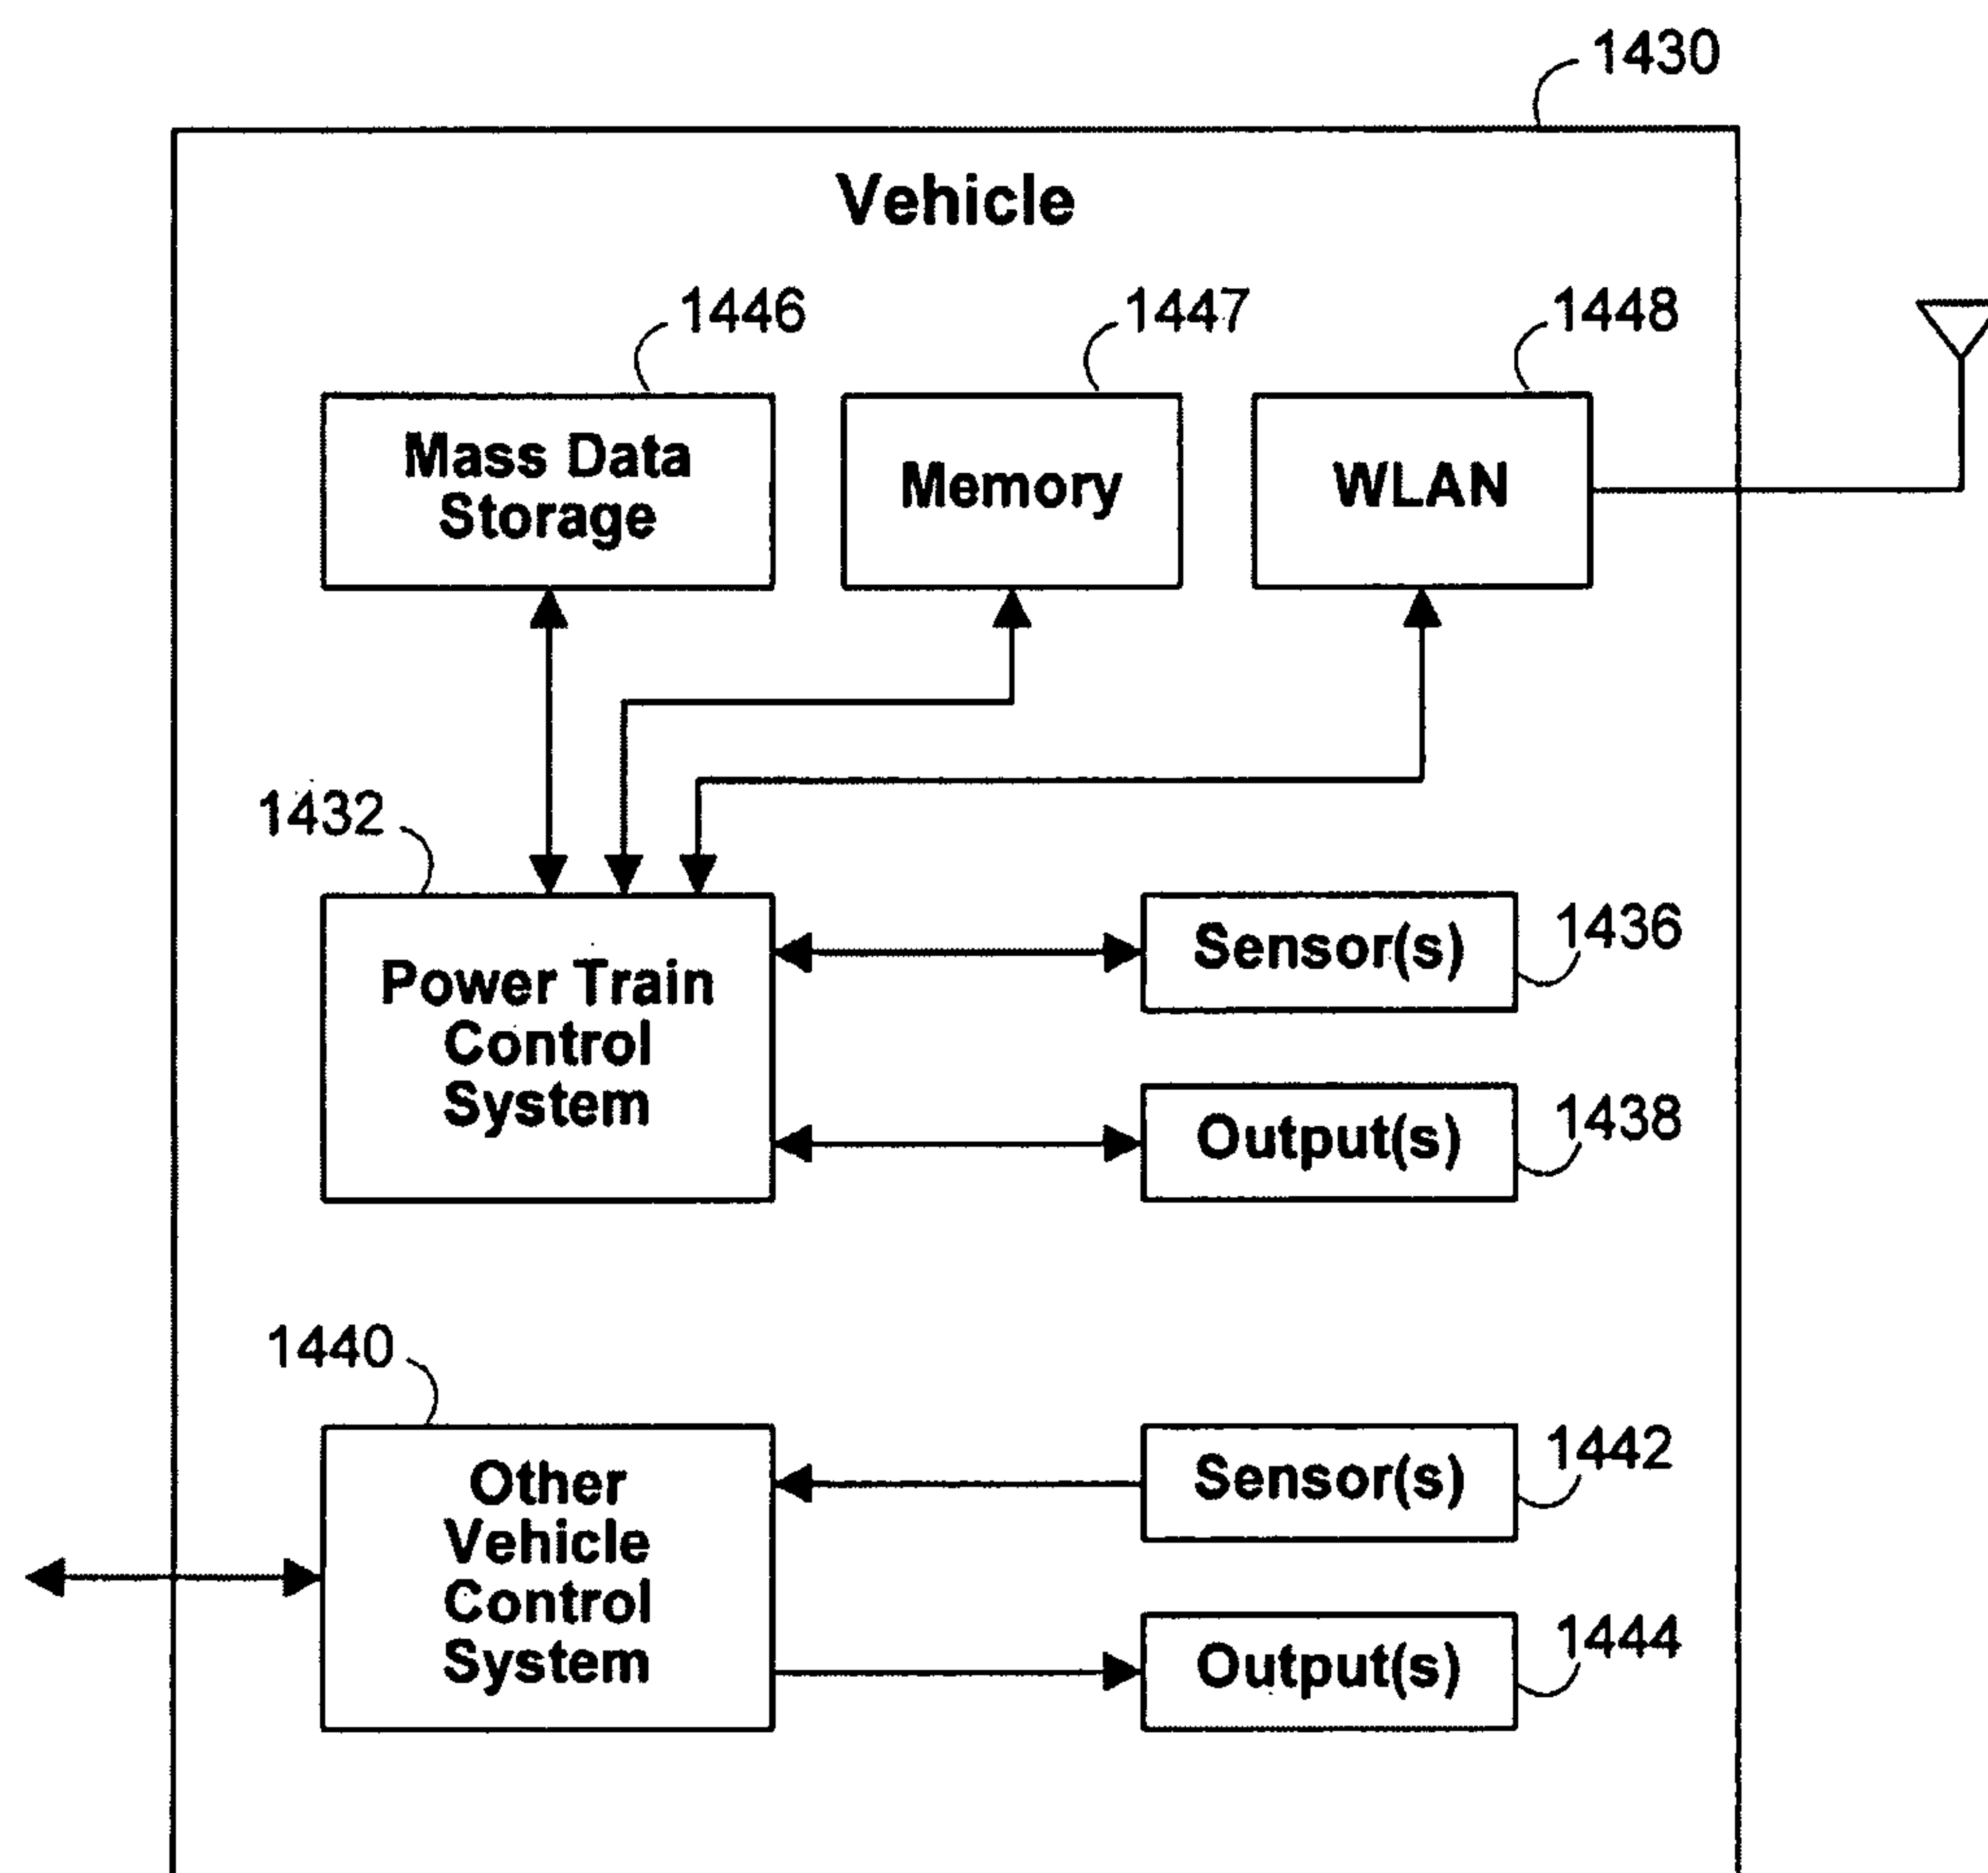 1430
Vehicle
1446
1447
1448
Mass Data
Storage
Memory
WLAN
1432
Power Train
Control
System
Sensor(s)
1436
Output(s)
1438
1440
Other
Vehicle
Control
System
Sensor(s)
1442
Output(s)
1444